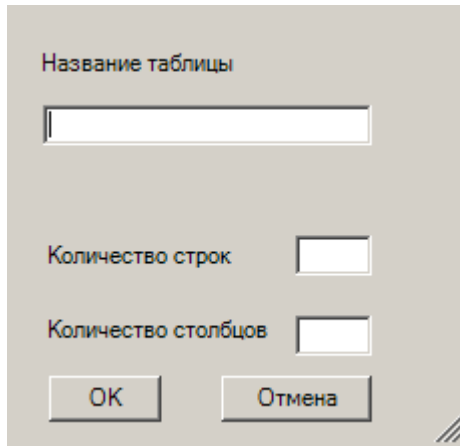 Название таблицы
Количество строк
Количество столбцов
OK Отмена